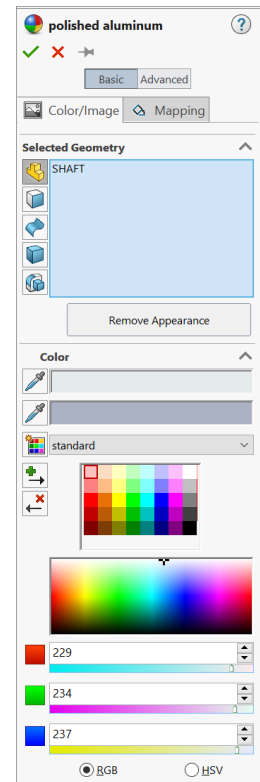 polished aluminum
?
Basic Advanced
Color/Image Mapping
Selected Geometry
SHAFT
Remove Appearance
Color
standard
229
234
237
RGB HSV